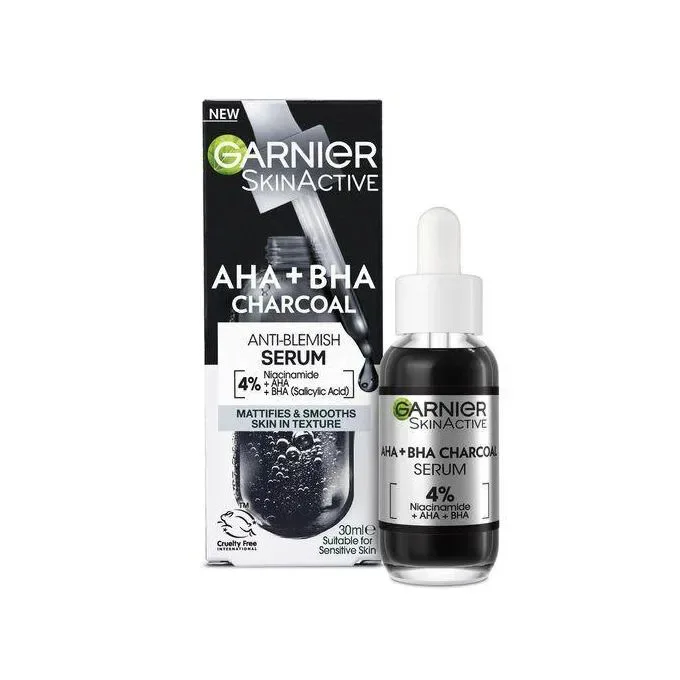 NEW
GARNIER
SKINACTIVE
AHA + BHA
CHARCOAL
ANTI-BLEMISH
SERUM
4% Niacinamide
+ AHA
+ BHA (Salicylic Acid)
MATTIFIES & SMOOTHS
SKIN IN TEXTURE
TM
Cruelty Free
INTERNATIONAL
30ml℮
Suitable for
Sensitive Skin
GARNIER
SKINACTIVE
AHA + BHA CHARCOAL
SERUM
4%
Niacinamide
+ AHA + BHA